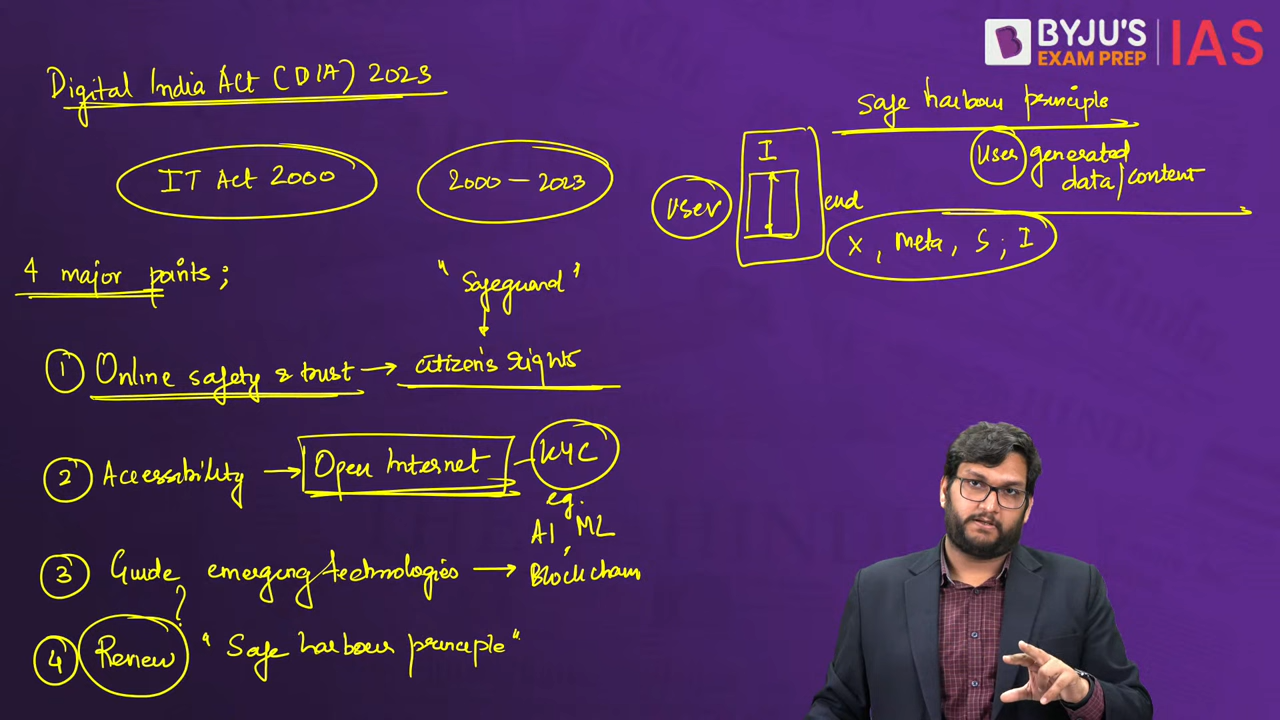 BYJU'S
EXAM PREP
IAS
Digital India Act (DIA) 2023
IT Act 2000
2000 – 2023
4 major points;
"Safeguard"
1 Online safety & trust → citizen's rights
2 Accessibility → Open Internet – KYC
eg.
AI, ML
3 Guide emerging technologies → Blockchain
?
4 Renew "Safe harbour principle"
Safe harbour principle
User generated
data/content
I
User
end
X, Meta, S, I